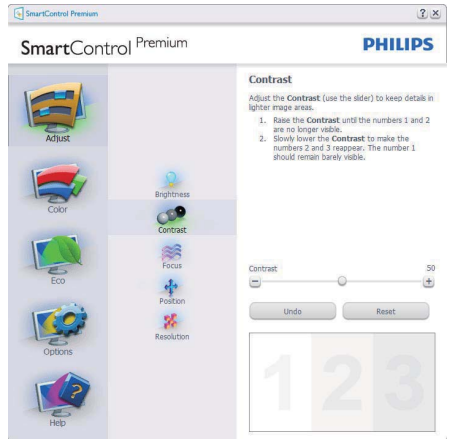 SmartControl Premium
? X
SmartControl Premium
PHILIPS
Adjust
Color
Eco
Options
Help
Brightness
Contrast
Focus
Position
Resolution
Contrast
Adjust the Contrast (use the slider) to keep details in
lighter image areas.
1. Raise the Contrast until the numbers 1 and 2
are no longer visible.
2. Slowly lower the Contrast to make the
numbers 2 and 3 reappear. The number 1
should remain barely visible.
Contrast 50
Undo Reset
1 2 3